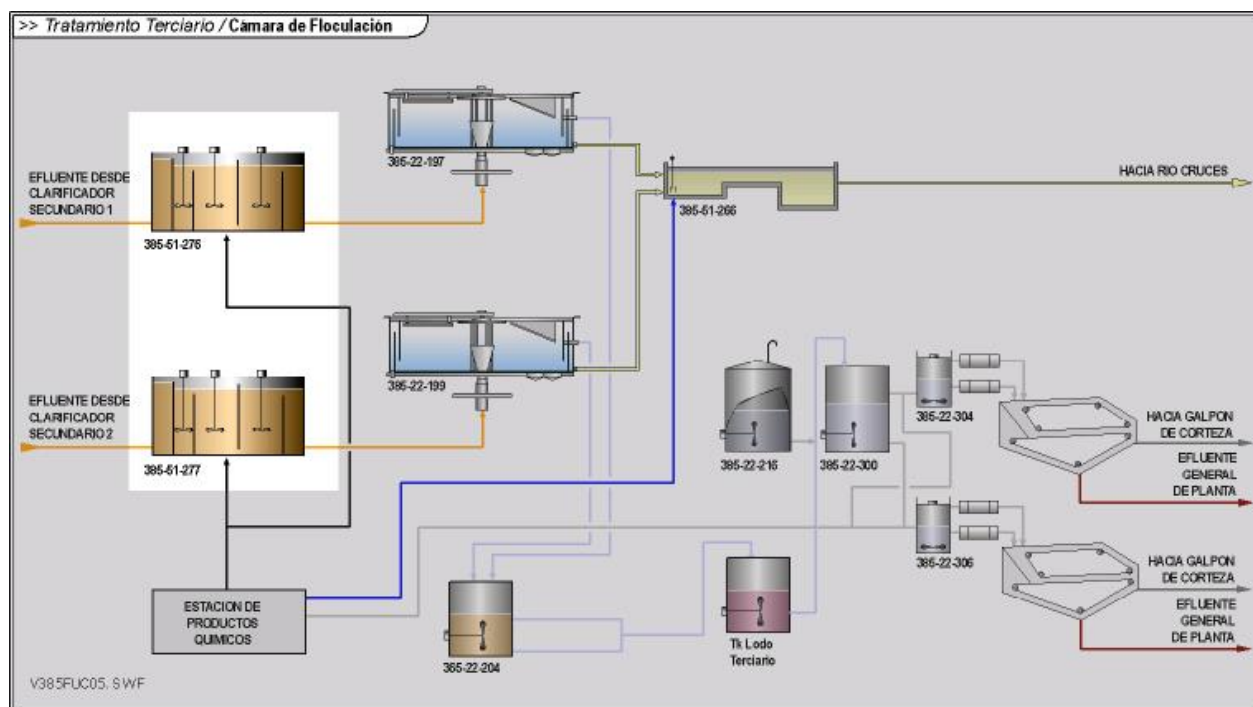 >> Tratamiento Terciario / Cámara de Floculación
EFLUENTE DESDE
CLARIFICADOR
SECUNDARIO 1
385-51-276
385-22-197
385-51-266
HACIA RIO CRUCES
EFLUENTE DESDE
CLARIFICADOR
SECUNDARIO 2
385-51-277
385-22-199
385-22-216
385-22-300
385-22-304
HACIA GALPON
DE CORTEZA
EFLUENTE
GENERAL
DE PLANTA
385-22-306
HACIA GALPON
DE CORTEZA
EFLUENTE
GENERAL
DE PLANTA
ESTACION DE
PRODUCTOS
QUIMICOS
385-22-204
Tk Lodo
Terciario
V385FUC05.SWF